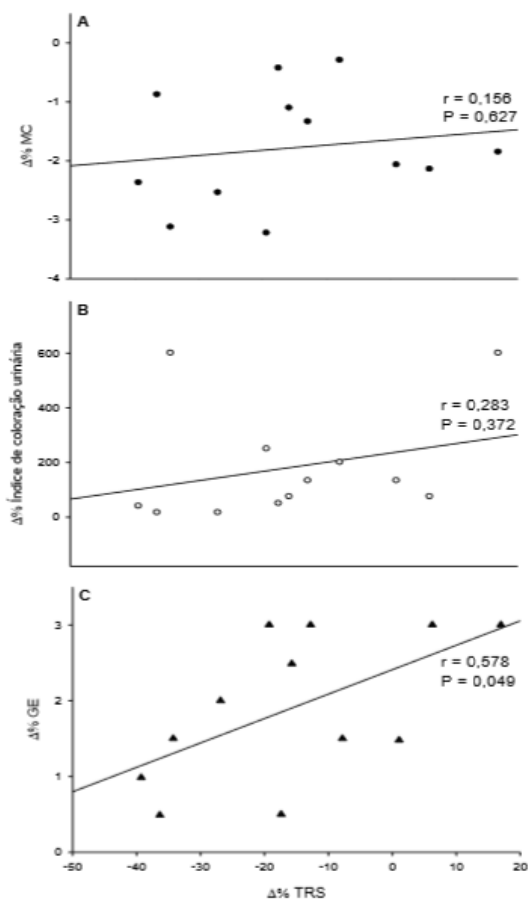 A
0
-1
-2
-3
-4
Δ% MC
r = 0,156
P = 0,627
B
600
400
200
0
Δ% Índice de coloração urinária
r = 0,283
P = 0,372
C
3
2
1
0
Δ% GE
r = 0,578
P = 0,049
-50 -40 -30 -20 -10 0 10 20
Δ% TRS